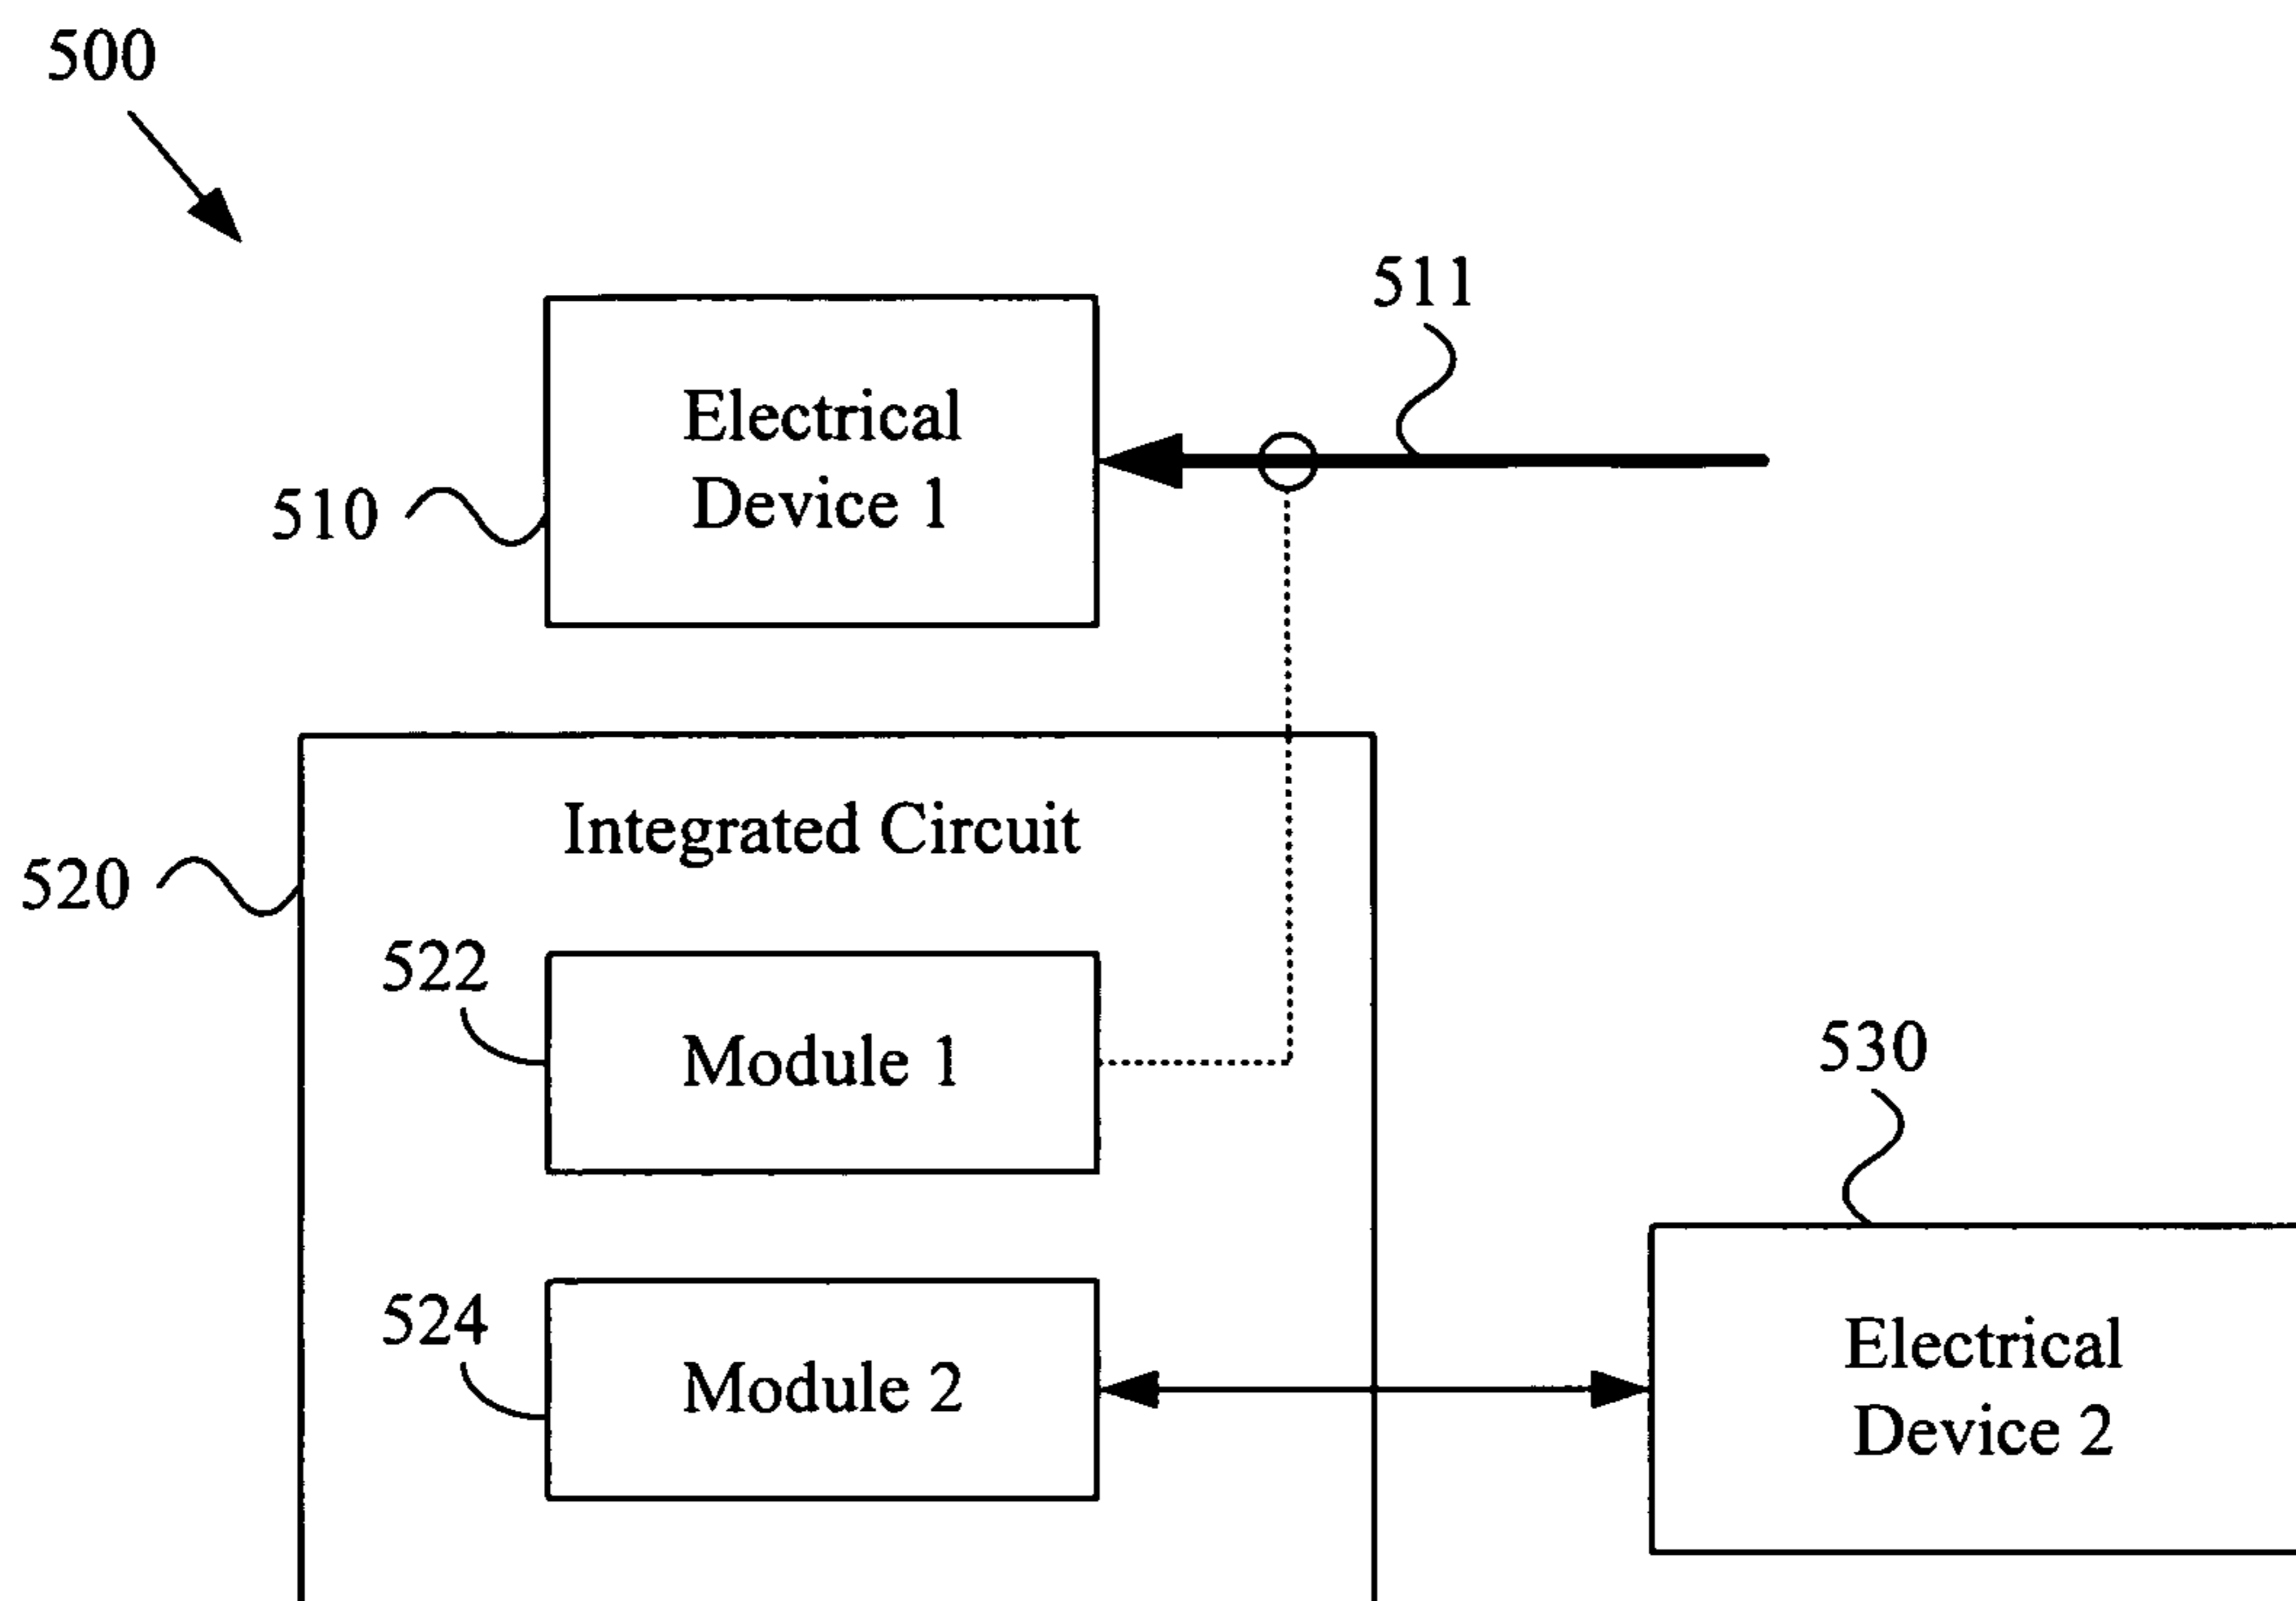 500
511
Electrical
Device 1
510
Integrated Circuit
520
522
Module 1
530
524
Module 2
Electrical
Device 2